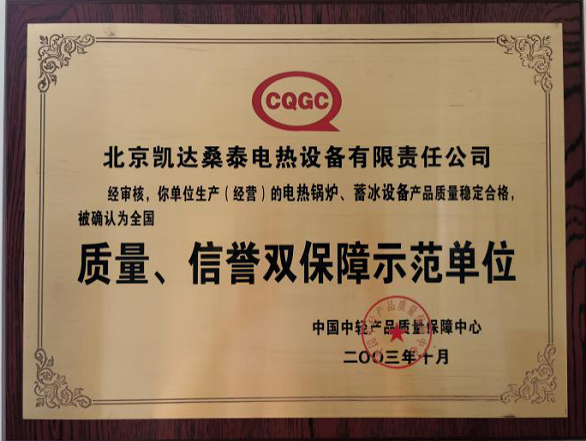 CQGC
北京凯达桑泰电热设备有限责任公司
经审核，你单位生产（经营）的电热锅炉、蓄冰设备产品质量稳定合格，
被确认为全国
质量、信誉双保障示范单位
中国中轻产品质量保障中心
二〇〇三年十月